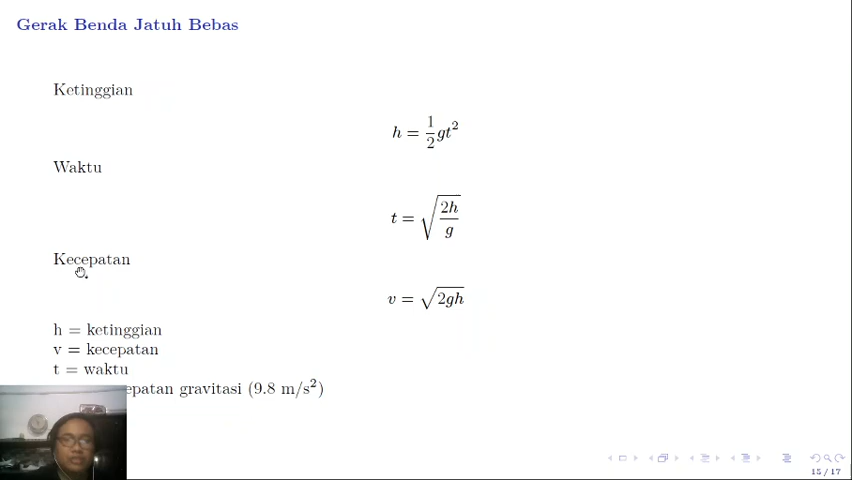 Gerak Benda Jatuh Bebas
Ketinggian
h = 1/2 gt²
Waktu
t = √(2h/g)
Kecepatan
v = √2gh
h = ketinggian
v = kecepatan
t = waktu
epatan gravitasi (9.8 m/s²)
15 / 17